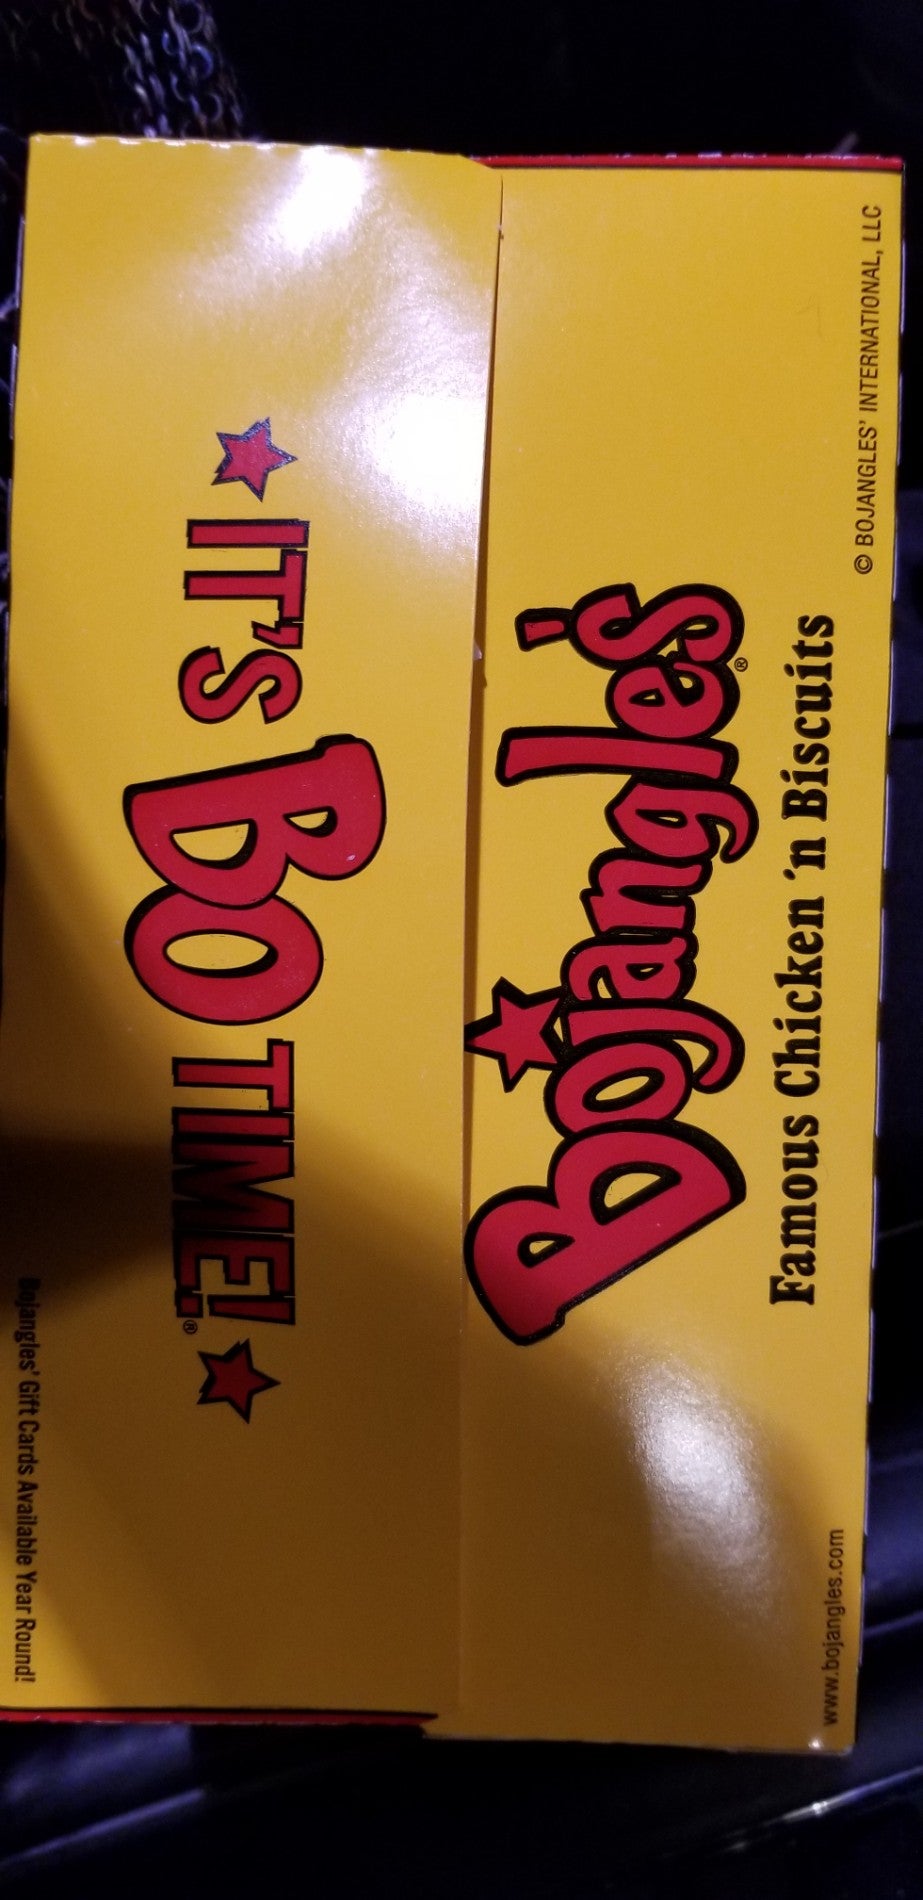 IT'S BO TIME!®
Bojangles' Gift Cards Available Year Round!
Bojangles'®
Famous Chicken 'n Biscuits
© BOJANGLES' INTERNATIONAL, LLC
www.bojangles.com